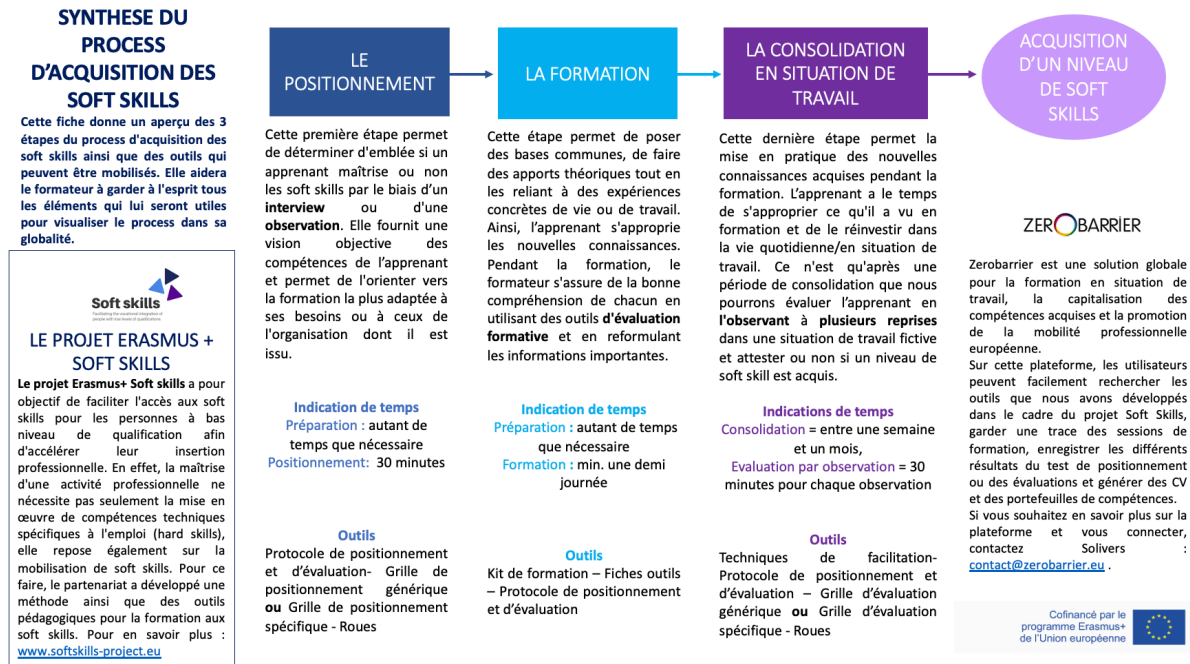 SYNTHESE DU
PROCESS
D’ACQUISITION DES
SOFT SKILLS
Cette fiche donne un aperçu des 3
étapes du process d'acquisition des
soft skills ainsi que des outils qui
peuvent être mobilisés. Elle aidera
le formateur à garder à l'esprit tous
les éléments qui lui seront utiles
pour visualiser le process dans sa
globalité.
Soft skills
Facilitating the vocational integration of
people with low levels of qualifications
LE PROJET ERASMUS +
SOFT SKILLS
Le projet Erasmus+ Soft skills a pour
objectif de faciliter l'accès aux soft
skills pour les personnes à bas
niveau de qualification afin
d'accélérer leur insertion
professionnelle. En effet, la maîtrise
d'une activité professionnelle ne
nécessite pas seulement la mise en
œuvre de compétences techniques
spécifiques à l'emploi (hard skills),
elle repose également sur la
mobilisation de soft skills. Pour ce
faire, le partenariat a développé une
méthode ainsi que des outils
pédagogiques pour la formation aux
soft skills. Pour en savoir plus :
www.softskills-project.eu
LE
POSITIONNEMENT
Cette première étape permet
de déterminer d'emblée si un
apprenant maîtrise ou non
les soft skills par le biais d’un
interview ou d'une
observation. Elle fournit une
vision objective des
compétences de l’apprenant
et permet de l'orienter vers
la formation la plus adaptée à
ses besoins ou à ceux de
l'organisation dont il est
issu.
Indication de temps
Préparation : autant de
temps que nécessaire
Positionnement: 30 minutes
Outils
Protocole de positionnement
et d’évaluation- Grille de
positionnement générique
ou Grille de positionnement
spécifique - Roues
LA FORMATION
Cette étape permet de poser
des bases communes, de faire
des apports théoriques tout en
les reliant à des expériences
concrètes de vie ou de travail.
Ainsi, l’apprenant s'approprie
les nouvelles connaissances.
Pendant la formation, le
formateur s'assure de la bonne
compréhension de chacun en
utilisant des outils d'évaluation
formative et en reformulant
les informations importantes.
Indication de temps
Préparation : autant de temps
que nécessaire
Formation : min. une demi
journée
Outils
Kit de formation – Fiches outils
– Protocole de positionnement
et d’évaluation
LA CONSOLIDATION
EN SITUATION DE
TRAVAIL
Cette dernière étape permet la
mise en pratique des nouvelles
connaissances acquises pendant la
formation. L’apprenant a le temps
de s'approprier ce qu'il a vu en
formation et de le réinvestir dans
la vie quotidienne/en situation de
travail. Ce n'est qu'après une
période de consolidation que nous
pourrons évaluer l’apprenant en
l'observant à plusieurs reprises
dans une situation de travail fictive
et attester ou non si un niveau de
soft skill est acquis.
Indications de temps
Consolidation = entre une semaine
et un mois,
Evaluation par observation = 30
minutes pour chaque observation
Outils
Techniques de facilitation-
Protocole de positionnement et
d’évaluation – Grille d’évaluation
générique ou Grille d’évaluation
spécifique - Roues
ACQUISITION
D’UN NIVEAU
DE SOFT
SKILLS
ZEROBARRIER
Zerobarrier est une solution globale
pour la formation en situation de
travail, la capitalisation des
compétences acquises et la promotion
de la mobilité professionnelle
européenne.
Sur cette plateforme, les utilisateurs
peuvent facilement rechercher les
outils que nous avons développés
dans le cadre du projet Soft Skills,
garder une trace des sessions de
formation, enregistrer les différents
résultats du test de positionnement
ou des évaluations et générer des CV
et des portefeuilles de compétences.
Si vous souhaitez en savoir plus sur la
plateforme et vous connecter,
contactez Solivers :
contact@zerobarrier.eu .
Cofinancé par le
programme Erasmus+
de l’Union européenne